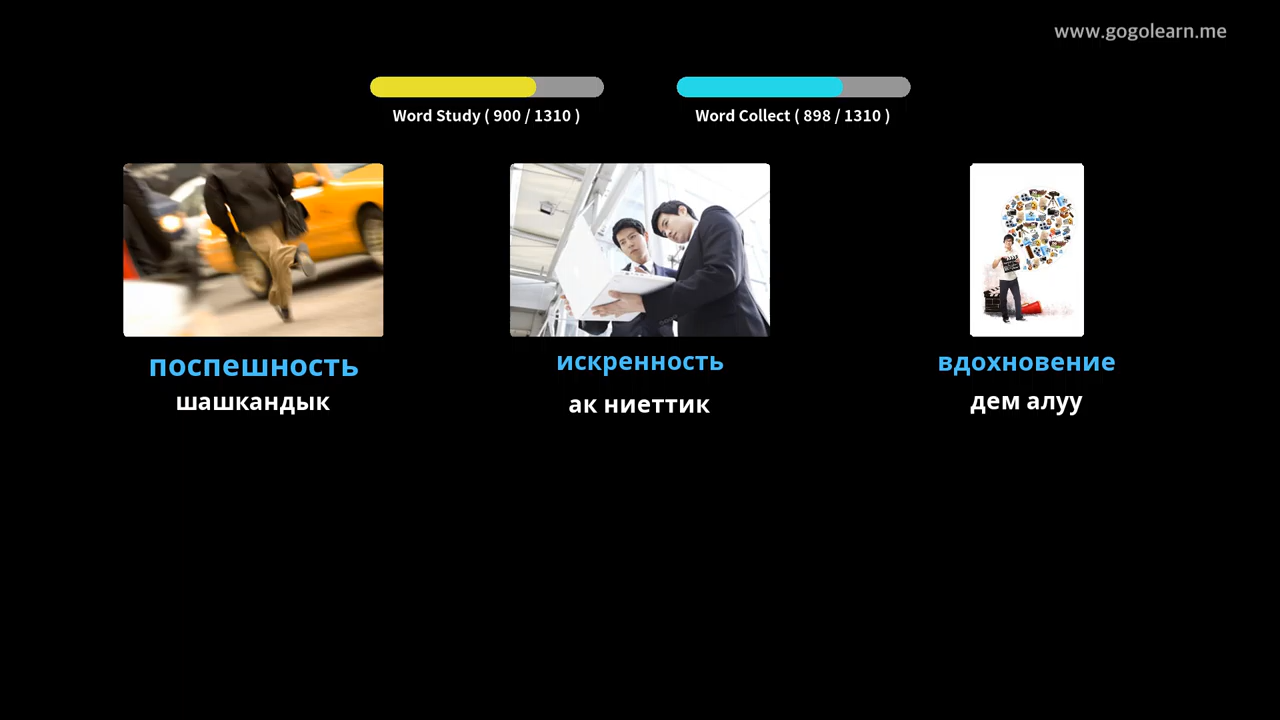 www.gogolearn.me
Word Study ( 900 / 1310 )
Word Collect ( 898 / 1310 )
поспешность
искренность
вдохновение
шашкандык
ак ниеттик
дем алуу